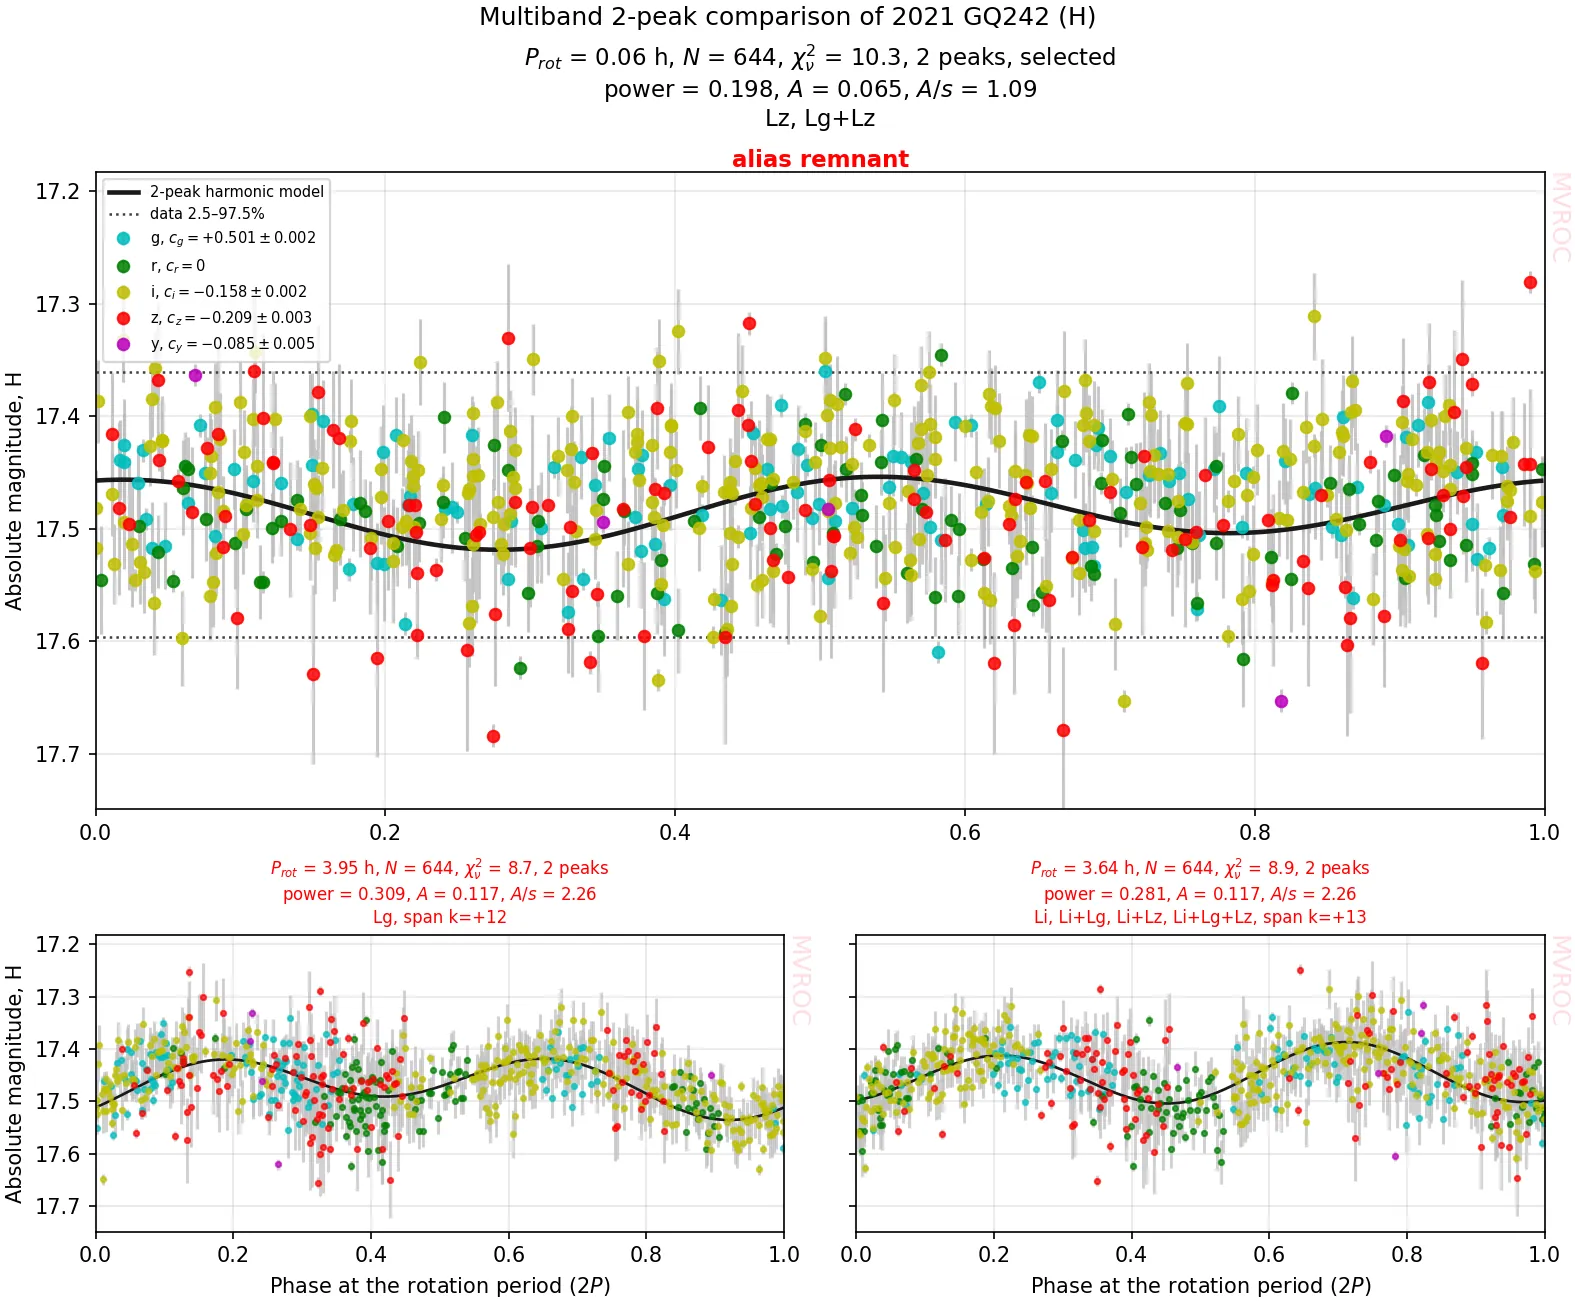 Multiband 2-peak comparison of 2021 GQ242 (H)
P_rot = 0.06 h, N = 644, χ²_ν = 10.3, 2 peaks, selected
power = 0.198, A = 0.065, A/s = 1.09
Lz, Lg+Lz
alias remnant
2-peak harmonic model
data 2.5–97.5%
g, c_g = +0.501 ± 0.002
r, c_r = 0
i, c_i = −0.158 ± 0.002
z, c_z = −0.209 ± 0.003
y, c_y = −0.085 ± 0.005
MVROC
Absolute magnitude, H
17.2
17.3
17.4
17.5
17.6
17.7
0.0 0.2 0.4 0.6 0.8 1.0
P_rot = 3.95 h, N = 644, χ²_ν = 8.7, 2 peaks
power = 0.309, A = 0.117, A/s = 2.26
Lg, span k=+12
MVROC
Absolute magnitude, H
17.2
17.3
17.4
17.5
17.6
17.7
0.0 0.2 0.4 0.6 0.8 1.0
Phase at the rotation period (2P)
P_rot = 3.64 h, N = 644, χ²_ν = 8.9, 2 peaks
power = 0.281, A = 0.117, A/s = 2.26
Li, Li+Lg, Li+Lz, Li+Lg+Lz, span k=+13
MVROC
0.0 0.2 0.4 0.6 0.8 1.0
Phase at the rotation period (2P)